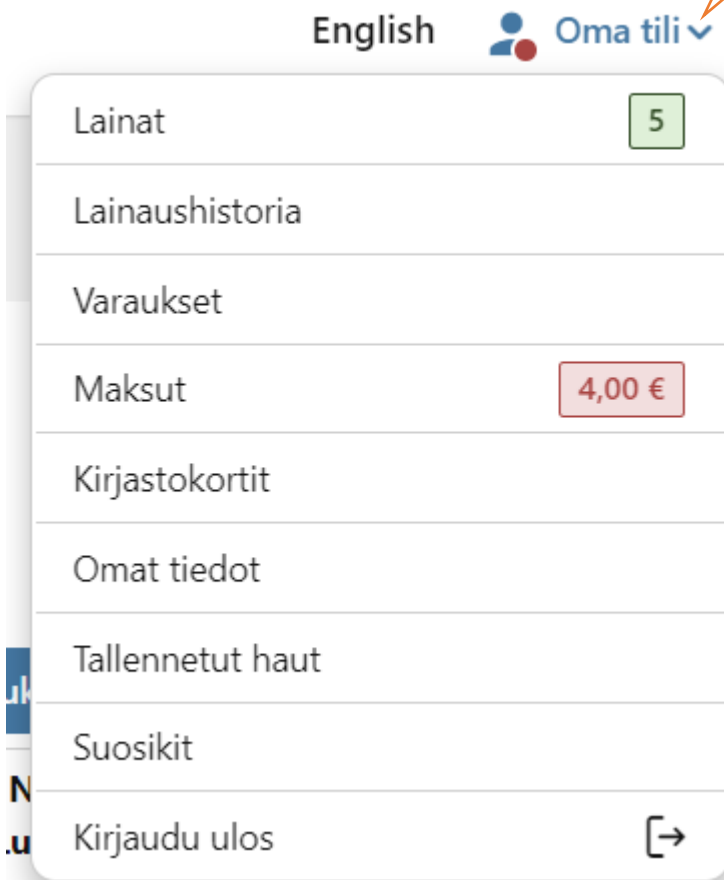 English Oma tili
Lainat 5
Lainaushistoria
Varaukset
Maksut 4,00 €
Kirjastokortit
Omat tiedot
Tallennetut haut
Suosikit
Kirjaudu ulos